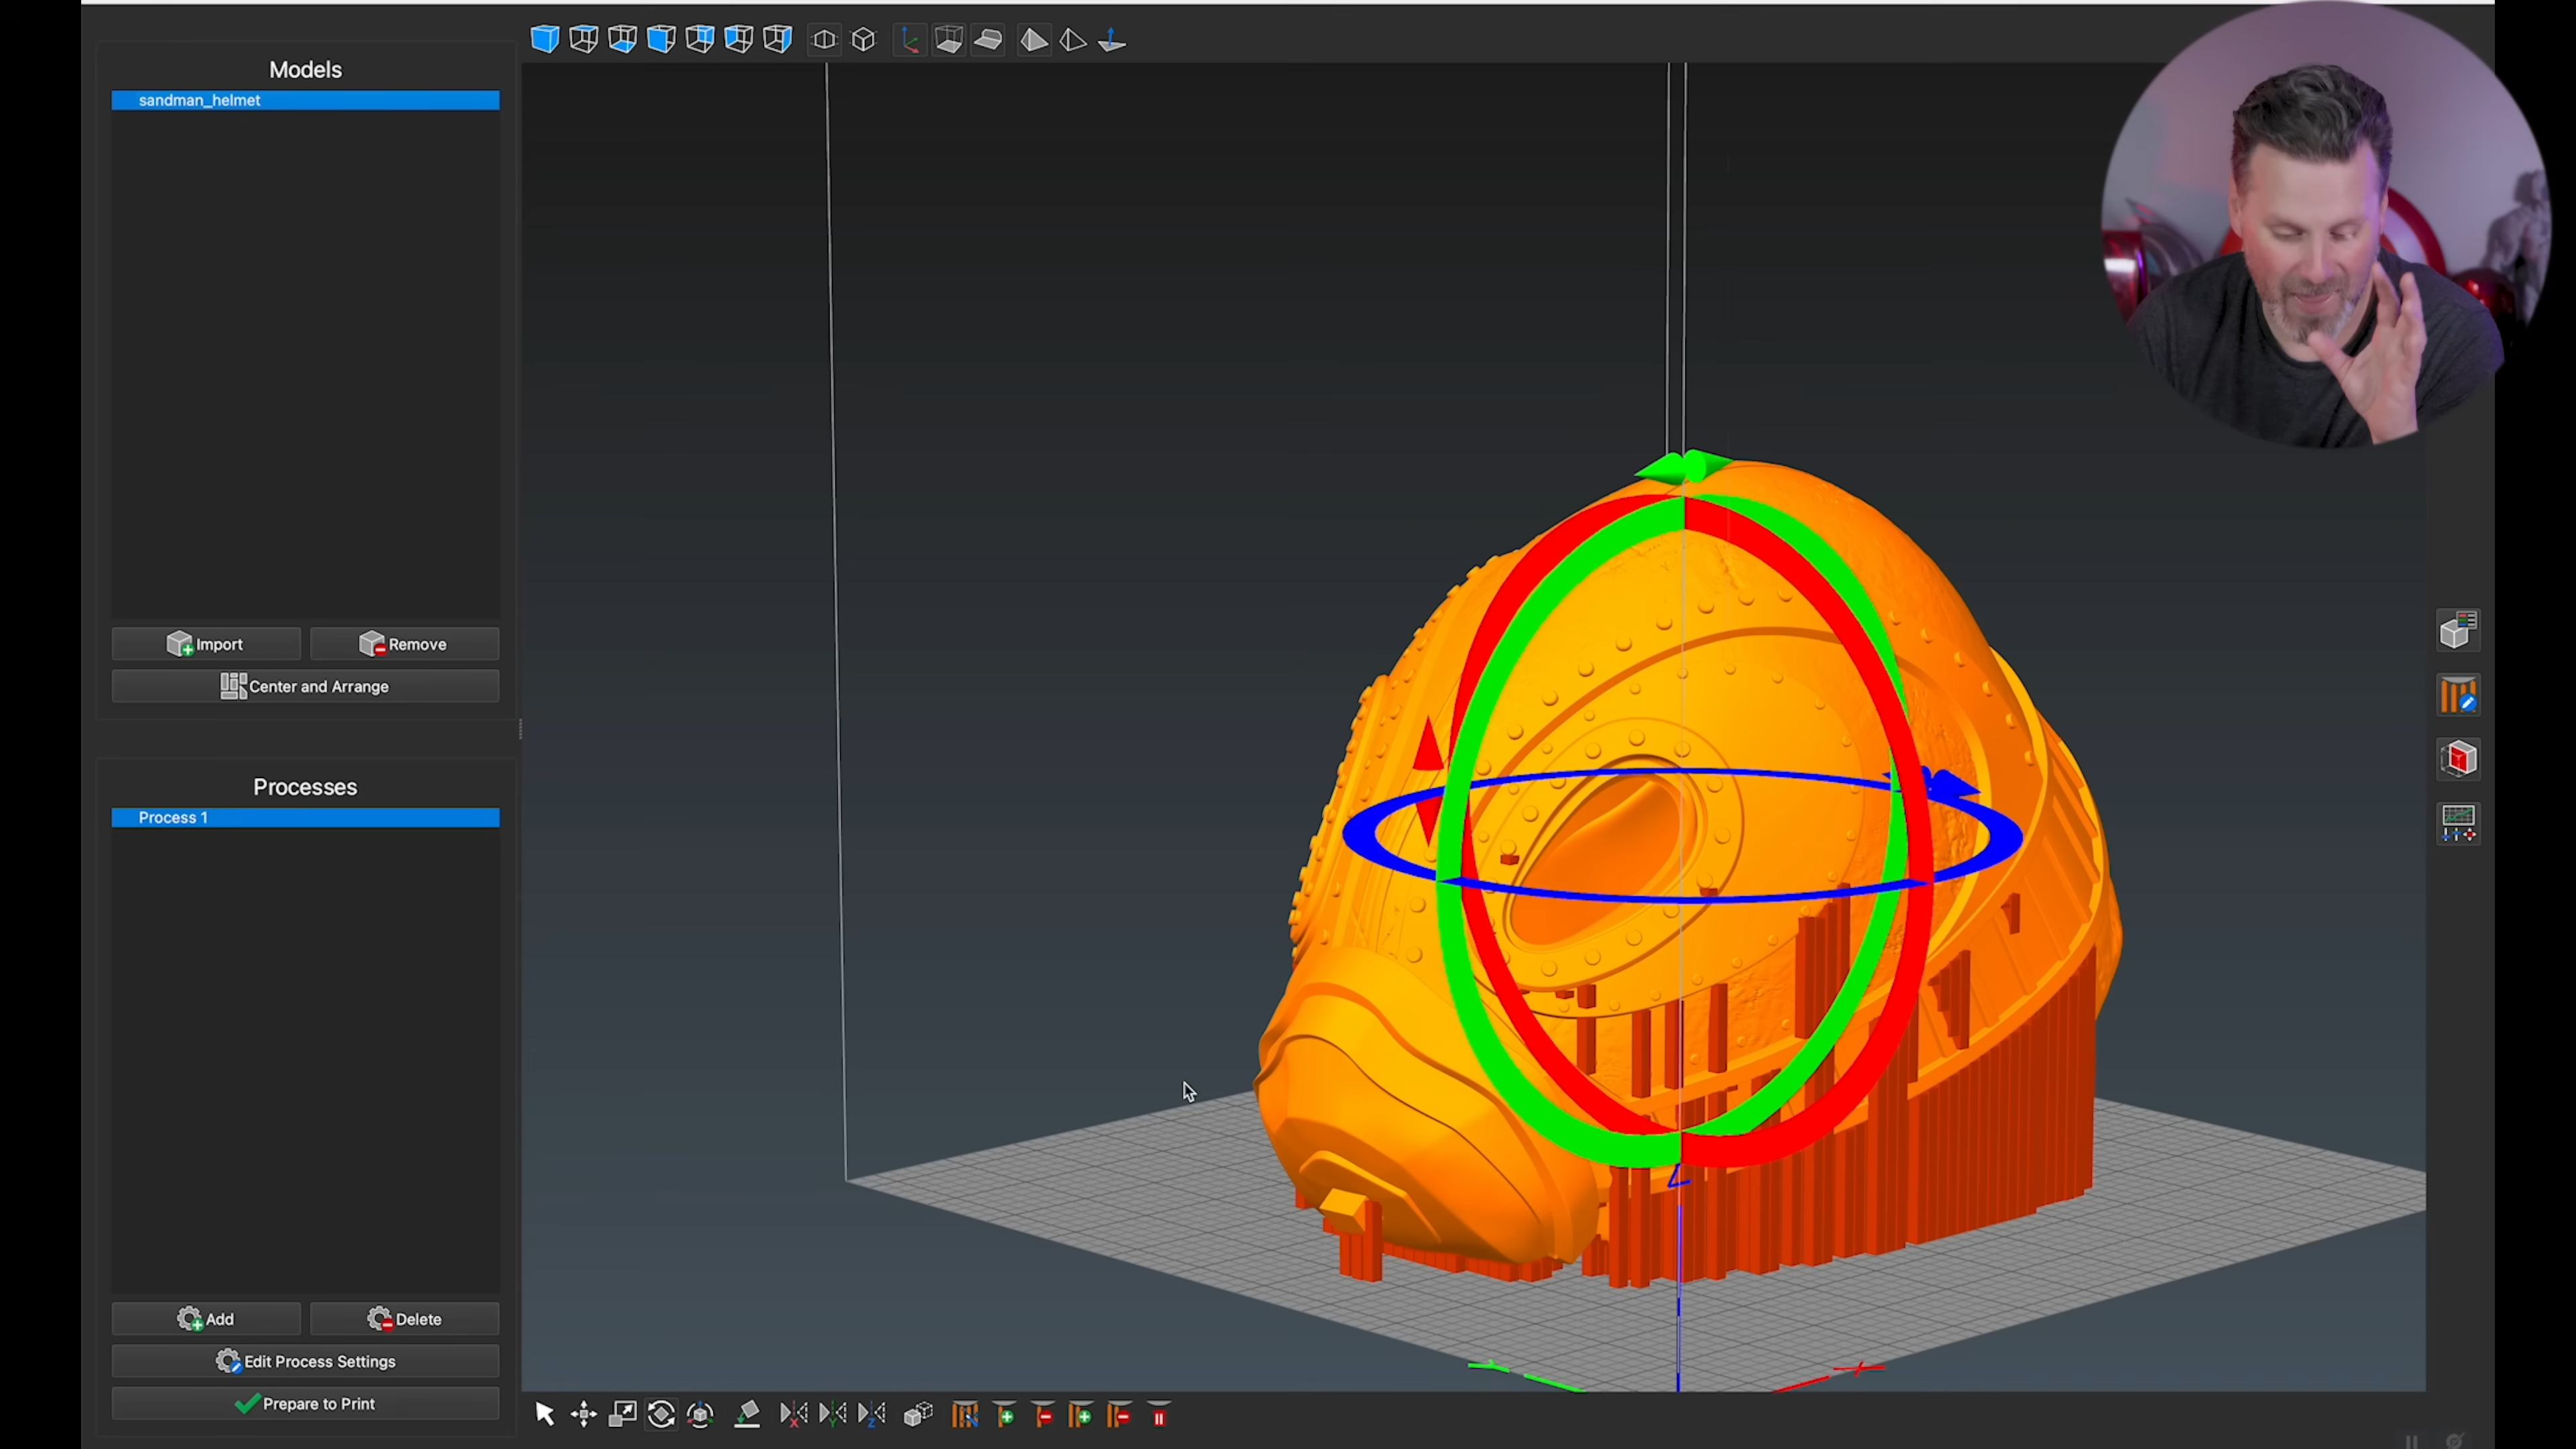 Models
sandman_helmet
Import
Remove
Center and Arrange
Processes
Process 1
Add
Delete
Edit Process Settings
Prepare to Print